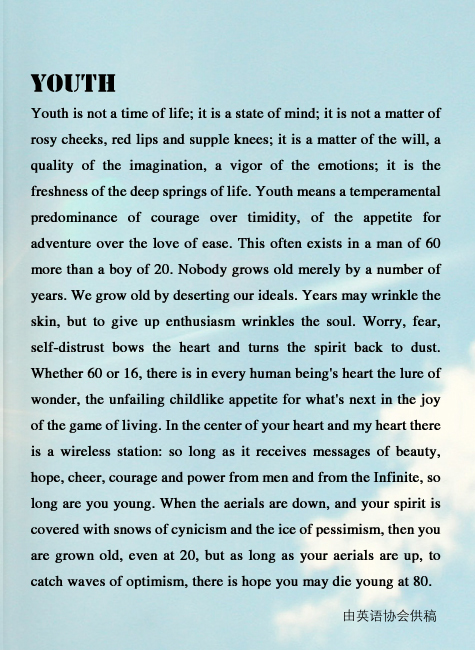 YOUTH
Youth is not a time of life; it is a state of mind; it is not a matter of
rosy cheeks, red lips and supple knees; it is a matter of the will, a
quality of the imagination, a vigor of the emotions; it is the
freshness of the deep springs of life. Youth means a temperamental
predominance of courage over timidity, of the appetite for
adventure over the love of ease. This often exists in a man of 60
more than a boy of 20. Nobody grows old merely by a number of
years. We grow old by deserting our ideals. Years may wrinkle the
skin, but to give up enthusiasm wrinkles the soul. Worry, fear,
self-distrust bows the heart and turns the spirit back to dust.
Whether 60 or 16, there is in every human being's heart the lure of
wonder, the unfailing childlike appetite for what's next in the joy
of the game of living. In the center of your heart and my heart there
is a wireless station: so long as it receives messages of beauty,
hope, cheer, courage and power from men and from the Infinite, so
long are you young. When the aerials are down, and your spirit is
covered with snows of cynicism and the ice of pessimism, then you
are grown old, even at 20, but as long as your aerials are up, to
catch waves of optimism, there is hope you may die young at 80.
由英语协会供稿